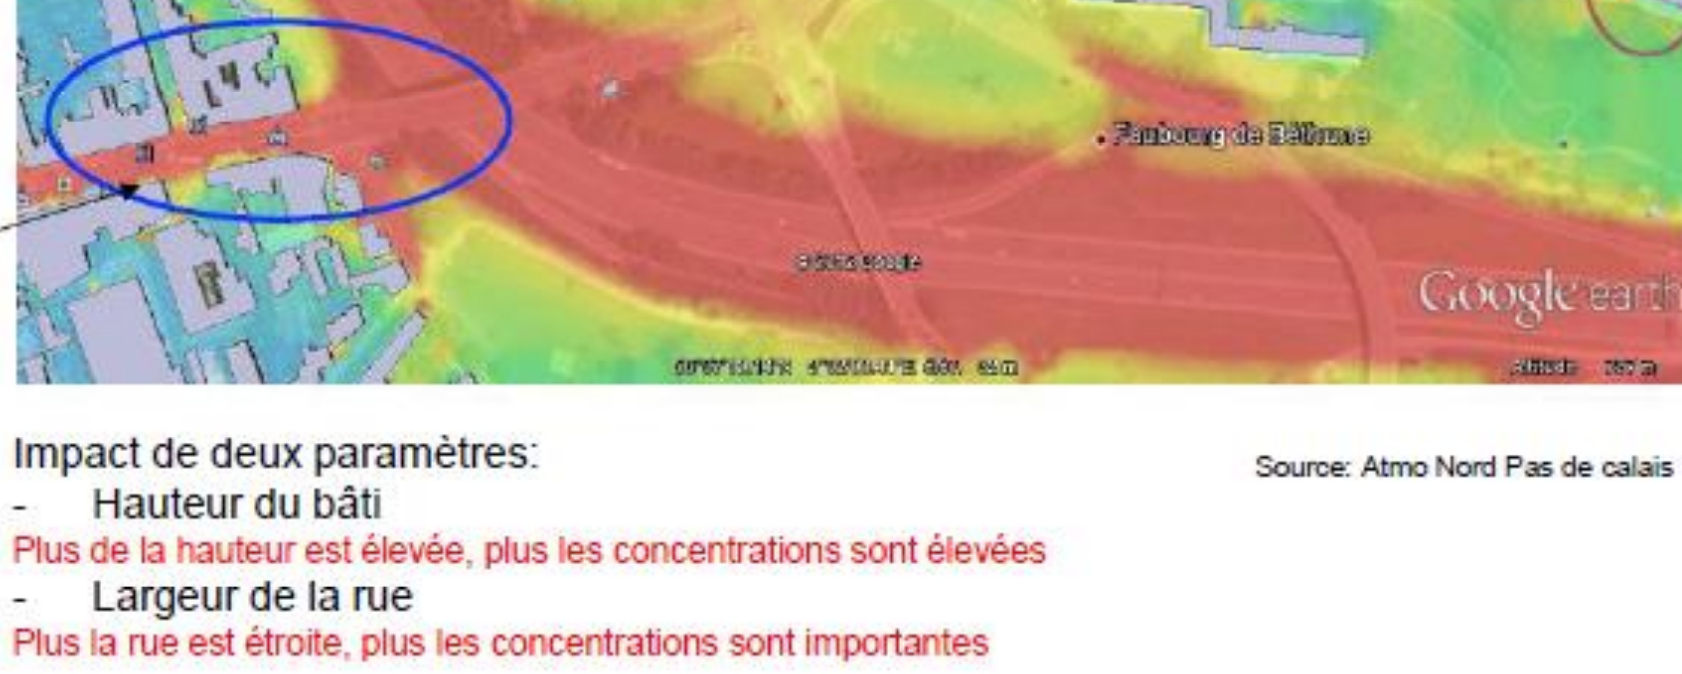 Faubourg de Béthune
Google earth
Impact de deux paramètres:
Source: Atmo Nord Pas de calais
- Hauteur du bâti
Plus de la hauteur est élevée, plus les concentrations sont élevées
- Largeur de la rue
Plus la rue est étroite, plus les concentrations sont importantes